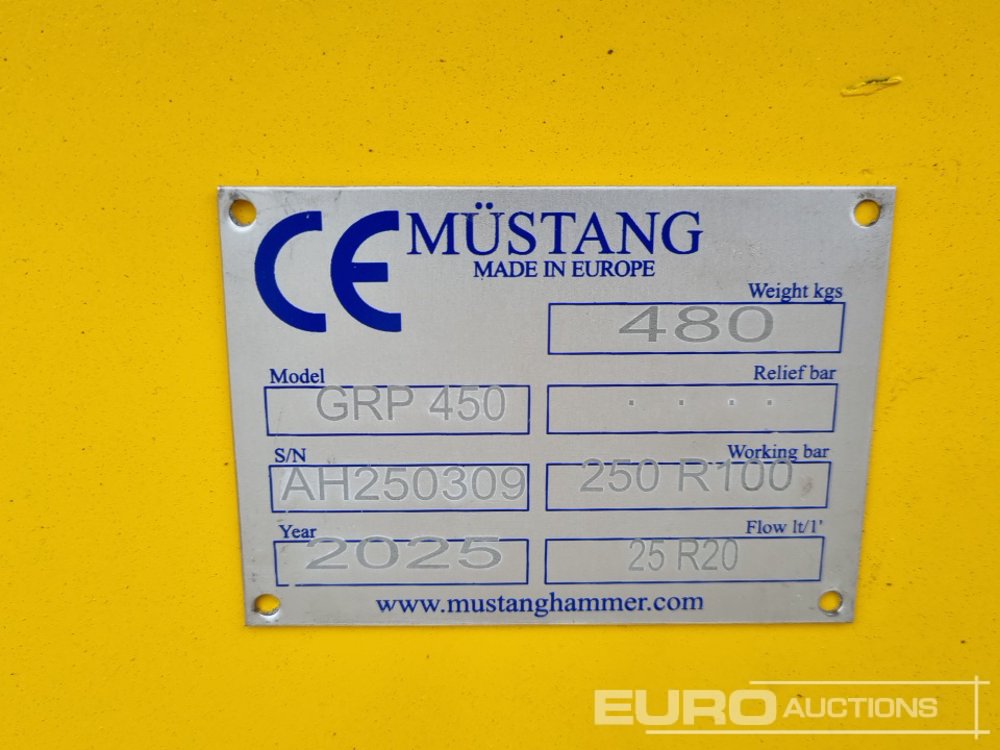 CE MÜSTANG
MADE IN EUROPE
Weight kgs
480
Model
GRP 450
Relief bar
. . . .
S/N
AH250309
Working bar
250 R100
Year
2025
Flow lt/1'
25 R20
www.mustanghammer.com
EURO AUCTIONS